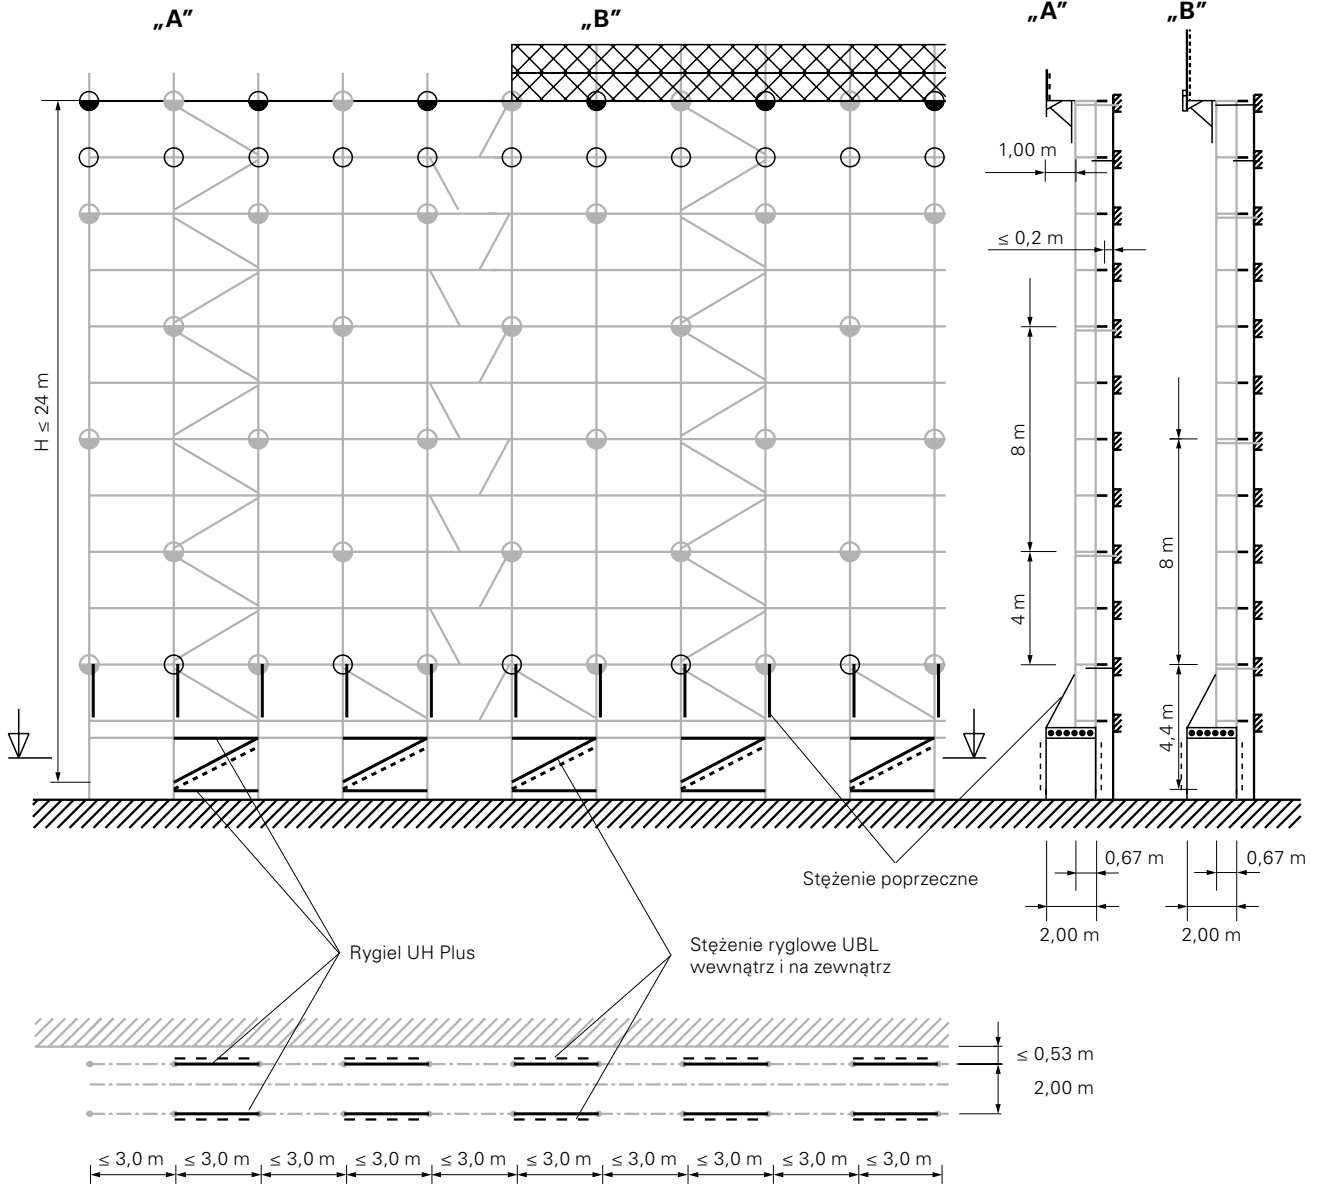 „A”
„B”
„A”
„B”
1,00 m
≤ 0,2 m
H ≤ 24 m
8 m
4 m
8 m
4,4 m
0,67 m
0,67 m
2,00 m
2,00 m
Stężenie poprzeczne
Rygiel UH Plus
Stężenie ryglowe UBL
wewnątrz i na zewnątrz
≤ 0,53 m
2,00 m
≤ 3,0 m
≤ 3,0 m
≤ 3,0 m
≤ 3,0 m
≤ 3,0 m
≤ 3,0 m
≤ 3,0 m
≤ 3,0 m
≤ 3,0 m
≤ 3,0 m